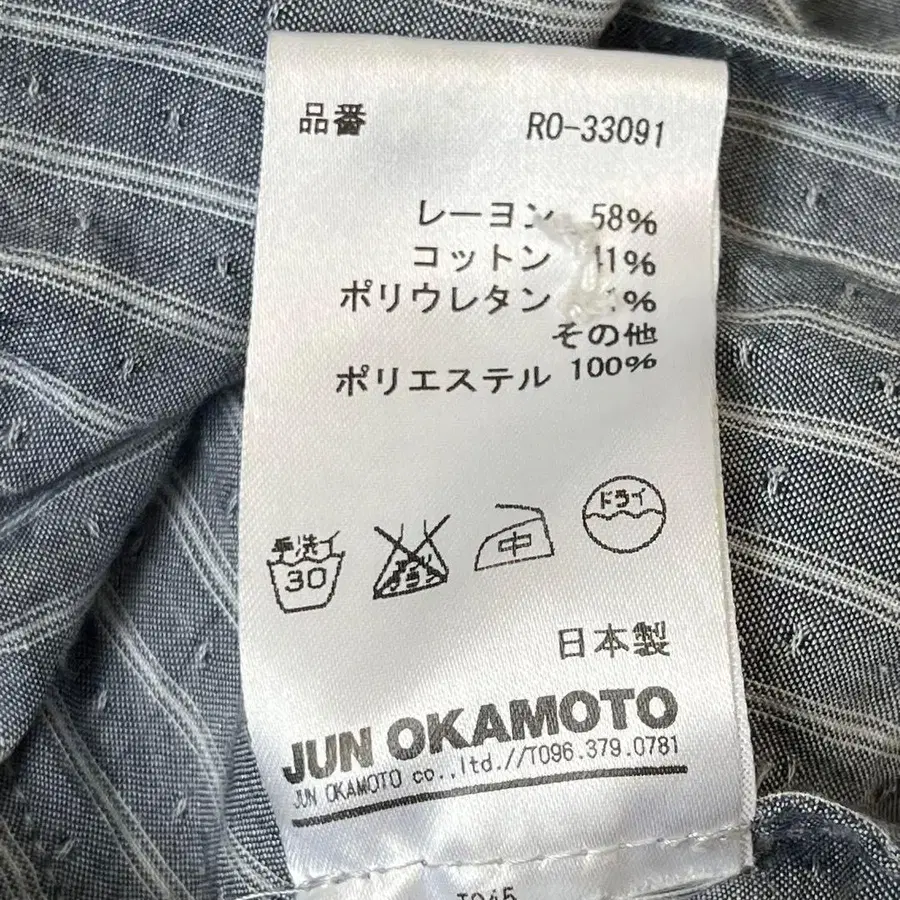 品番 RO-33091
レーヨン 58%
コットン 41%
ポリウレタン 1%
その他
ポリエステル 100%
手洗イ ドライ
30 中
日本製
JUN OKAMOTO
JUN OKAMOTO co.,ltd.//T096.379.0781